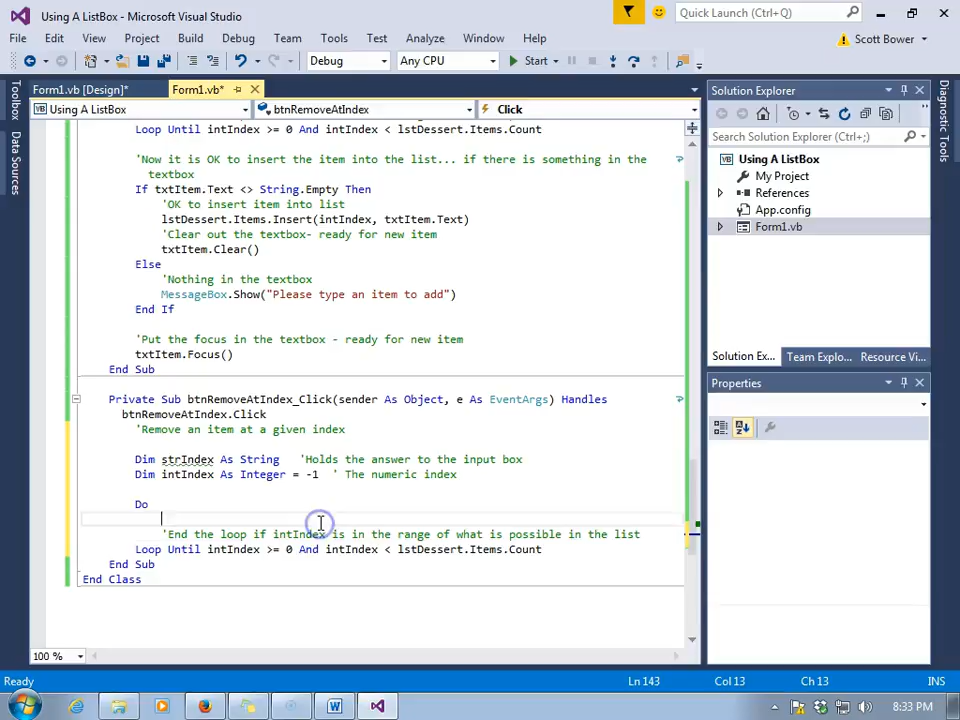 Using A ListBox - Microsoft Visual Studio
Quick Launch (Ctrl+Q)
File Edit View Project Build Debug Team Tools Test Analyze Window Help
Scott Bower
Debug Any CPU Start
Form1.vb [Design]* Form1.vb*
Using A ListBox btnRemoveAtIndex Click
Toolbox
Data Sources
Loop Until intIndex >= 0 And intIndex < lstDessert.Items.Count
'Now it is OK to insert the item into the list... if there is something in the
textbox
If txtItem.Text <> String.Empty Then
'OK to insert item into list
lstDessert.Items.Insert(intIndex, txtItem.Text)
'Clear out the textbox- ready for new item
txtItem.Clear()
Else
'Nothing in the textbox
MessageBox.Show("Please type an item to add")
End If
'Put the focus in the textbox - ready for new item
txtItem.Focus()
End Sub
Private Sub btnRemoveAtIndex_Click(sender As Object, e As EventArgs) Handles
btnRemoveAtIndex.Click
'Remove an item at a given index
Dim strIndex As String 'Holds the answer to the input box
Dim intIndex As Integer = -1 ' The numeric index
Do
'End the loop if intIndex is in the range of what is possible in the list
Loop Until intIndex >= 0 And intIndex < lstDessert.Items.Count
End Sub
End Class
100 %
Solution Explorer
Search Solution Explorer (Ctrl+;)
Using A ListBox
My Project
References
App.config
Form1.vb
Solution Ex... Team Explo... Resource Vi...
Properties
Diagnostic Tools
Ready Ln 143 Col 13 Ch 13 INS
8:33 PM